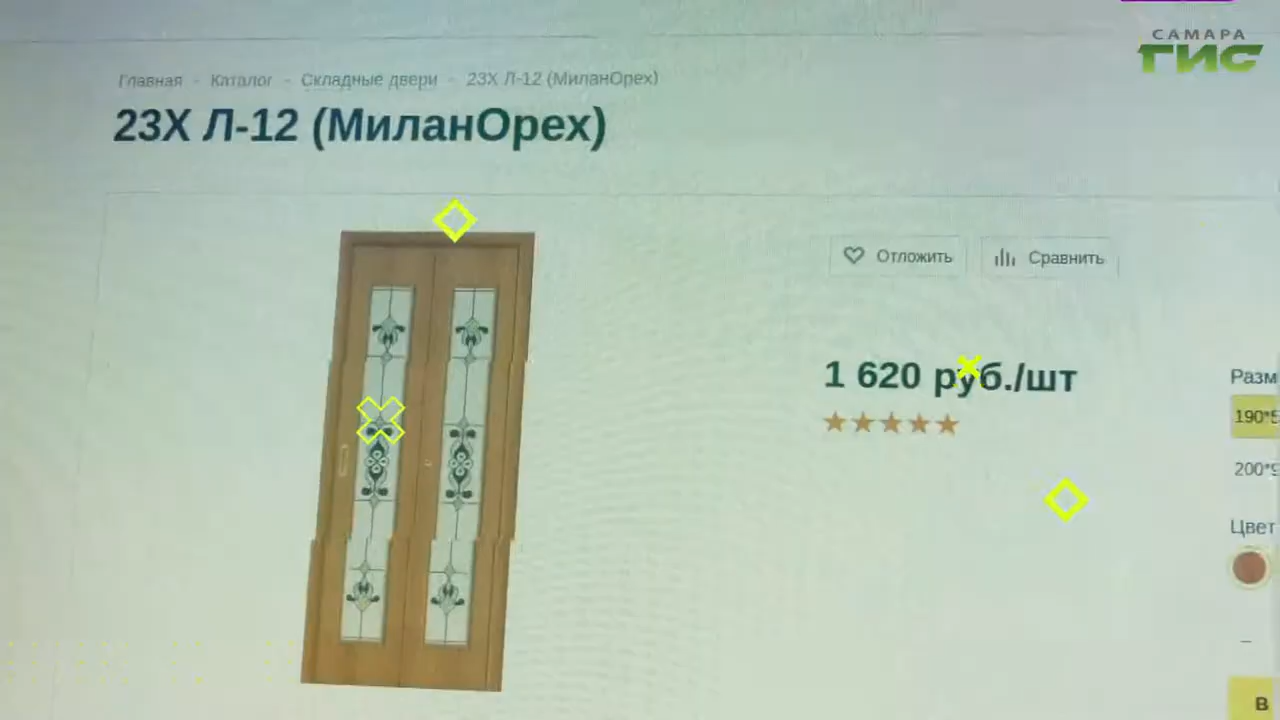 САМАРА
ГИС
Главная - Каталог - Складные двери - 23Х Л-12 (МиланОрех)
23Х Л-12 (МиланОрех)
Отложить
Сравнить
1 620 руб./шт
Разм
190*5
200*9
Цвет
–
В